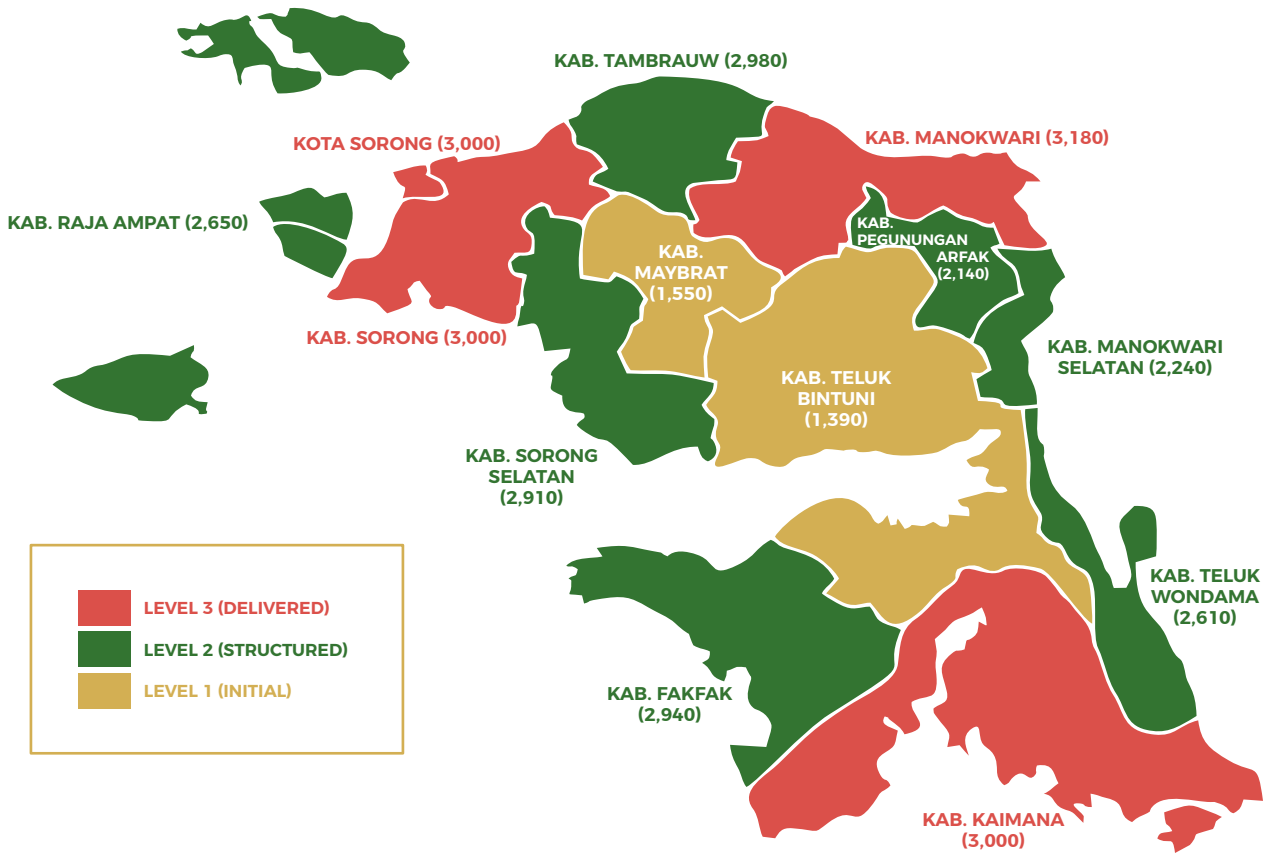 KAB. TAMBRAUW (2,980)
KOTA SORONG (3,000)
KAB. MANOKWARI (3,180)
KAB. RAJA AMPAT (2,650)
KAB.
PEGUNUNGAN
ARFAK
(2,140)
KAB.
MAYBRAT
(1,550)
KAB. SORONG (3,000)
KAB. MANOKWARI
SELATAN (2,240)
KAB. TELUK
BINTUNI
(1,390)
KAB. SORONG
SELATAN
(2,910)
KAB. TELUK
WONDAMA
(2,610)
LEVEL 3 (DELIVERED)
LEVEL 2 (STRUCTURED)
LEVEL 1 (INITIAL)
KAB. FAKFAK
(2,940)
KAB. KAIMANA
(3,000)